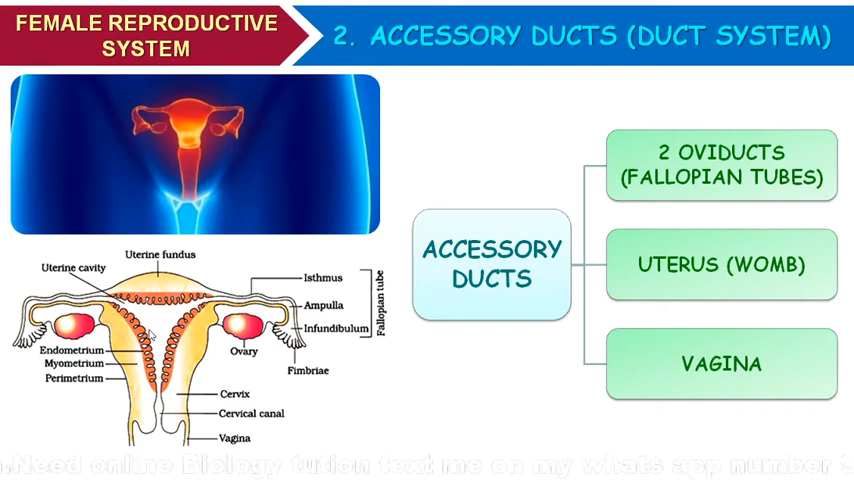 FEMALE REPRODUCTIVE
SYSTEM
2. ACCESSORY DUCTS (DUCT SYSTEM)
2 OVIDUCTS
(FALLOPIAN TUBES)
ACCESSORY
DUCTS
UTERUS (WOMB)
VAGINA
Uterine fundus
Uterine cavity
Isthmus
Ampulla
Infundibulum
Fallopian tube
Ovary
Fimbriae
Endometrium
Myometrium
Perimetrium
Cervix
Cervical canal
Vagina
.Need online Biology tution text me on my whats app number 9